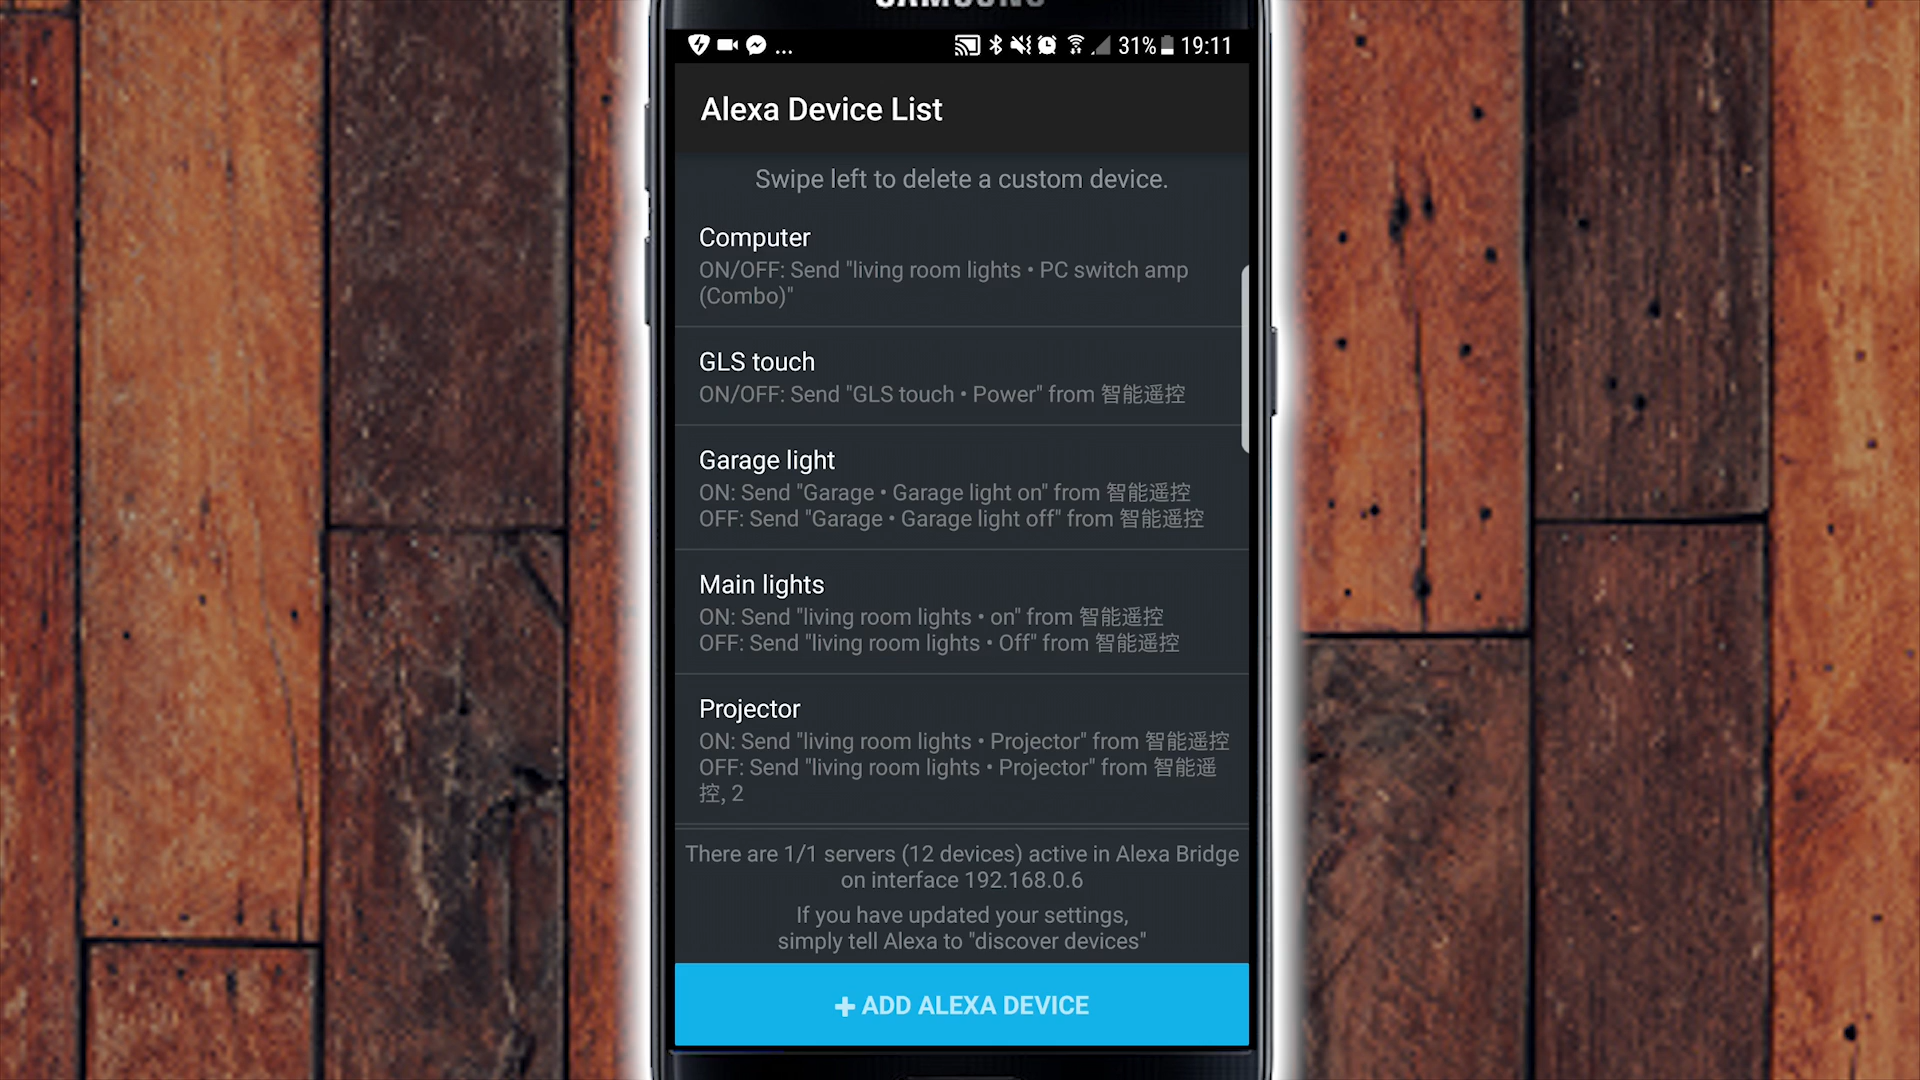 SAMSUNG
... 31% 19:11
Alexa Device List
Swipe left to delete a custom device.
Computer
ON/OFF: Send "living room lights • PC switch amp
(Combo)"
GLS touch
ON/OFF: Send "GLS touch • Power" from 智能遥控
Garage light
ON: Send "Garage • Garage light on" from 智能遥控
OFF: Send "Garage • Garage light off" from 智能遥控
Main lights
ON: Send "living room lights • on" from 智能遥控
OFF: Send "living room lights • Off" from 智能遥控
Projector
ON: Send "living room lights • Projector" from 智能遥控
OFF: Send "living room lights • Projector" from 智能遥
控, 2
There are 1/1 servers (12 devices) active in Alexa Bridge
on interface 192.168.0.6
If you have updated your settings,
simply tell Alexa to "discover devices"
+ ADD ALEXA DEVICE